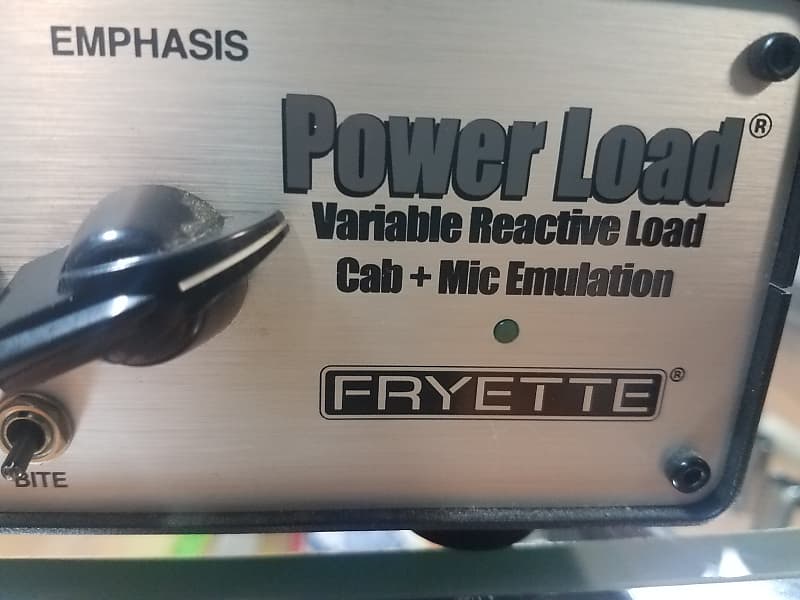 EMPHASIS
Power Load®
Variable Reactive Load
Cab + Mic Emulation
FRYETTE®
BITE